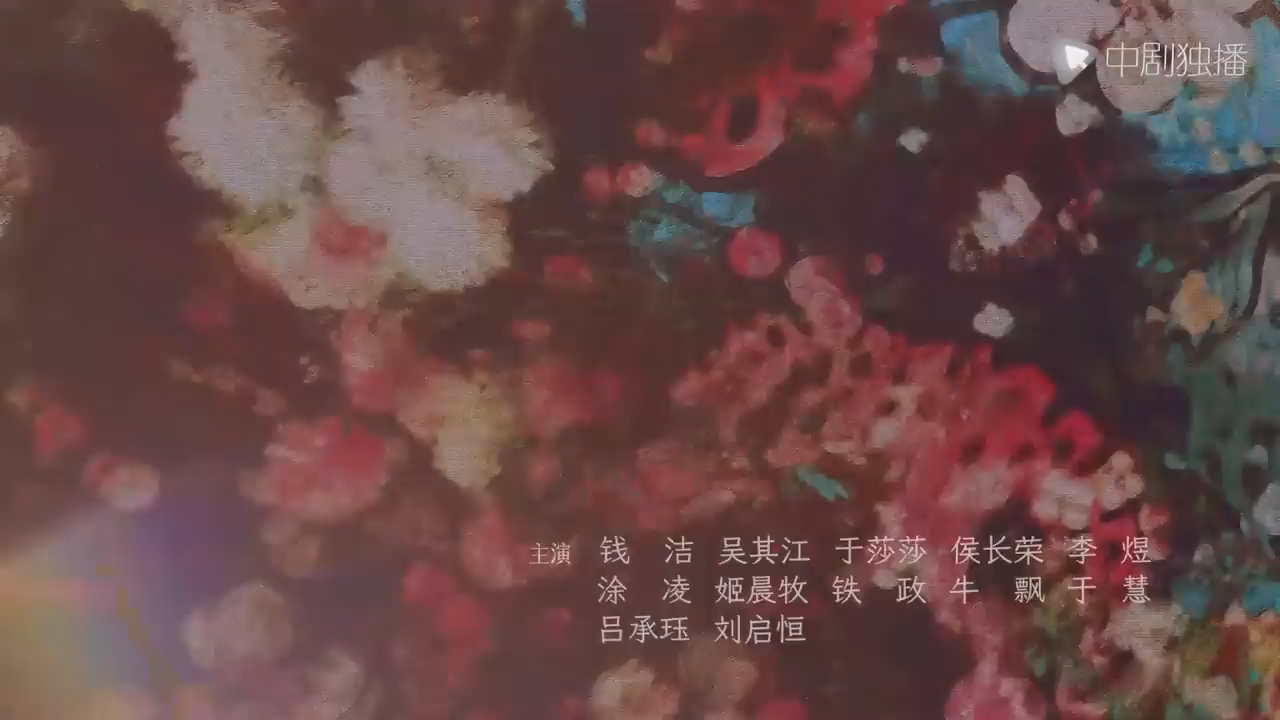 中剧独播
主演 钱 洁 吴其江 于莎莎 侯长荣 李 煜
涂 凌 姬晨牧 铁 政 牛 飘 于 慧
吕承珏 刘启恒